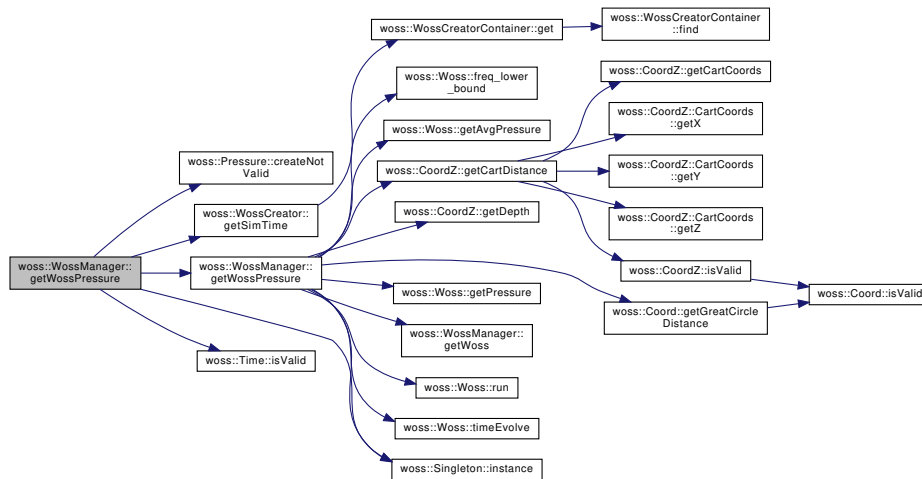 woss::WossManager::
getWossPressure
woss::Pressure::createNot
Valid
woss::WossCreator::
getSimTime
woss::WossManager::
getWossPressure
woss::Time::isValid
woss::WossCreatorContainer::get
woss::Woss::freq_lower
_bound
woss::Woss::getAvgPressure
woss::CoordZ::getCartDistance
woss::CoordZ::getDepth
woss::Woss::getPressure
woss::WossManager::
getWoss
woss::Woss::run
woss::Woss::timeEvolve
woss::Singleton::instance
woss::WossCreatorContainer
::find
woss::CoordZ::getCartCoords
woss::CoordZ::CartCoords
::getX
woss::CoordZ::CartCoords
::getY
woss::CoordZ::CartCoords
::getZ
woss::CoordZ::isValid
woss::Coord::getGreatCircle
Distance
woss::Coord::isValid